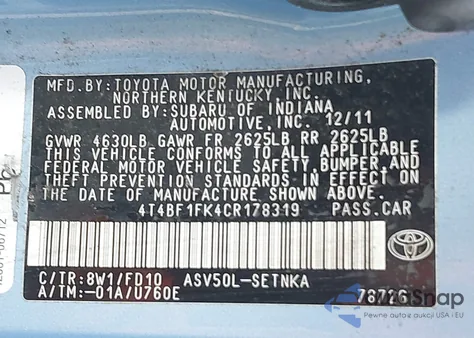 MFD.BY: TOYOTA MOTOR MANUFACTURING,
NORTHERN KENTUCKY, INC.
ASSEMBLED BY: SUBARU OF INDIANA
AUTOMOTIVE, INC. 12/11
GVWR 4630LB GAWR FR 2625LB RR 2625LB
THIS VEHICLE CONFORMS TO ALL APPLICABLE
FEDERAL MOTOR VEHICLE SAFETY, BUMPER, AND
THEFT PREVENTION STANDARDS IN EFFECT ON
THE DATE OF MANUFACTURE SHOWN ABOVE.
4T4BF1FK4CR178319 PASS.CAR
C/TR:8W1/FD10 ASV50L-SETNKA
A/TM:-01A/U760E 78726
TOYOTA
Pewne aukcje z USA i EU